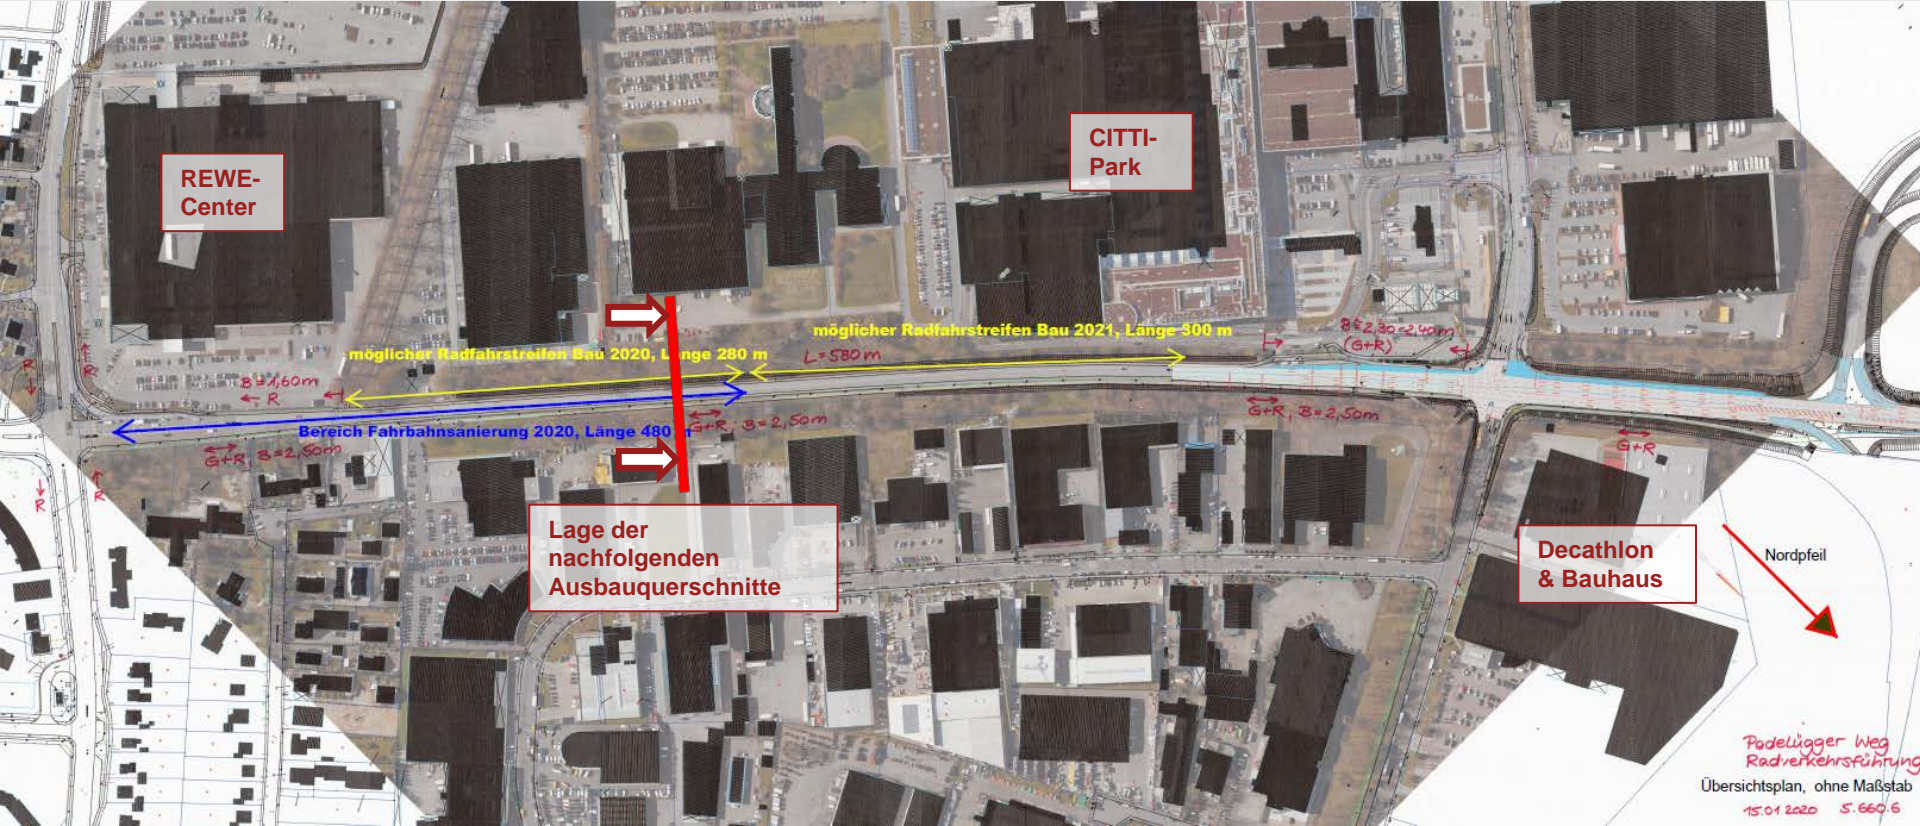 REWE-
Center
CITTI-
Park
möglicher Radfahrstreifen Bau 2021, Länge 300 m
B=2,30-2,40m
(G+R)
möglicher Radfahrstreifen Bau 2020, Länge 280 m
L=580m
R
R
B=1,60m
R
Bereich Fahrbahnsanierung 2020, Länge 480 m
G+R; B=2,50m
G+R; B=2,50m
G+R; B=2,50m
G+R
R
R
Lage der
nachfolgenden
Ausbauquerschnitte
Decathlon
& Bauhaus
Nordpfeil
Padelügger Weg
Radverkehrsführung
Übersichtsplan, ohne Maßstab
15.01.2020 5.660.6